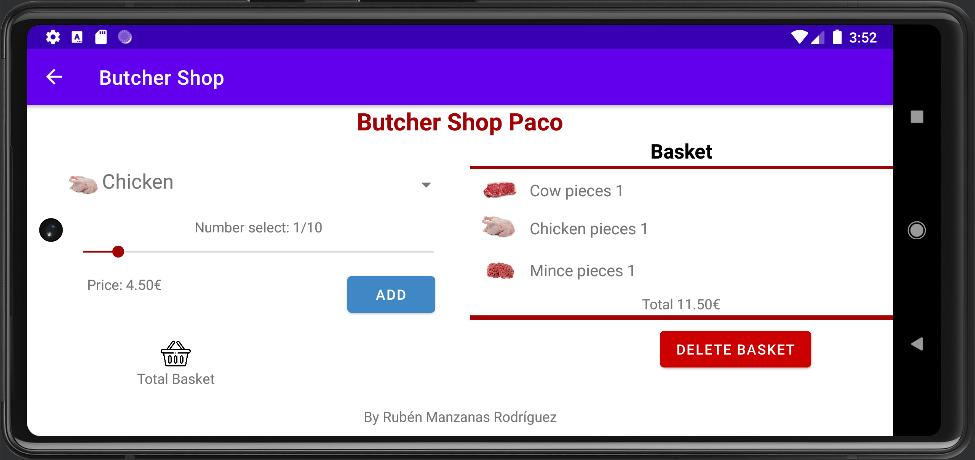 3:52
Butcher Shop
Butcher Shop Paco
Chicken
Number select: 1/10
Price: 4.50€
ADD
Total Basket
Basket
Cow pieces 1
Chicken pieces 1
Mince pieces 1
Total 11.50€
DELETE BASKET
By Rubén Manzanas Rodríguez